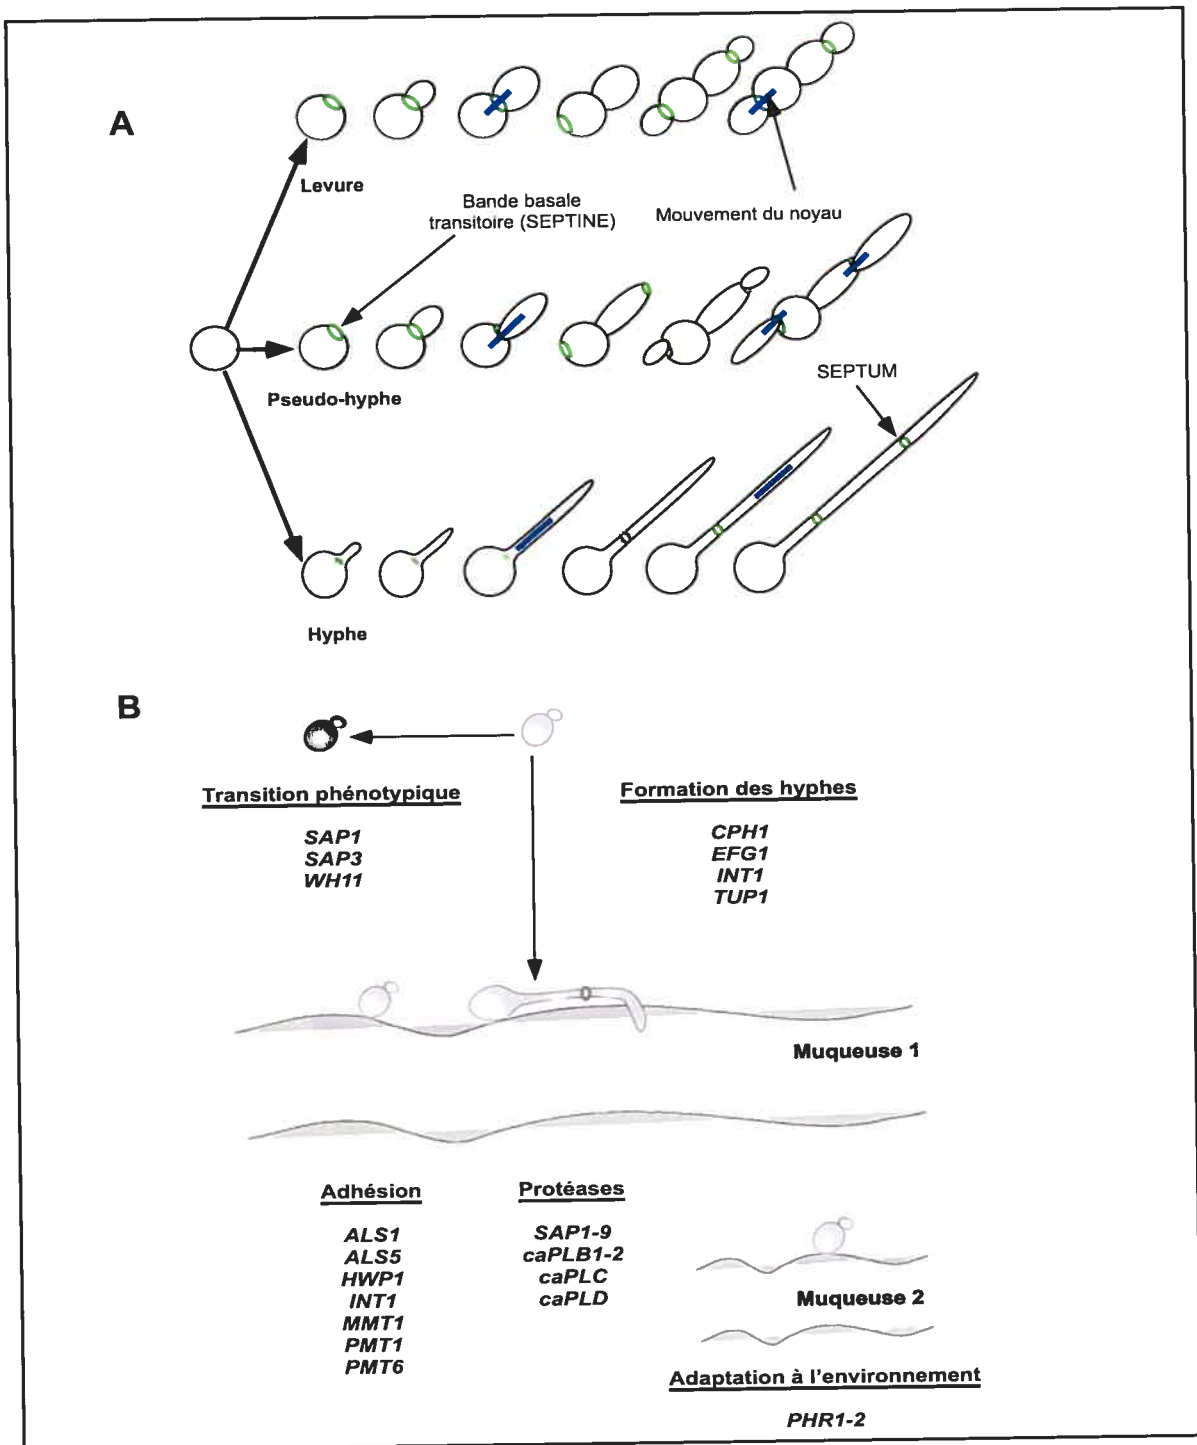 A
Levure
Bande basale
transitoire (SEPTINE)
Mouvement du noyau
Pseudo-hyphe
SEPTUM
Hyphe
B
Transition phénotypique
SAP1
SAP3
WH11
Formation des hyphes
CPH1
EFG1
INT1
TUP1
Muqueuse 1
Adhésion
ALS1
ALS5
HWP1
INT1
MMT1
PMT1
PMT6
Protéases
SAP1-9
caPLB1-2
caPLC
caPLD
Muqueuse 2
Adaptation à l'environnement
PHR1-2